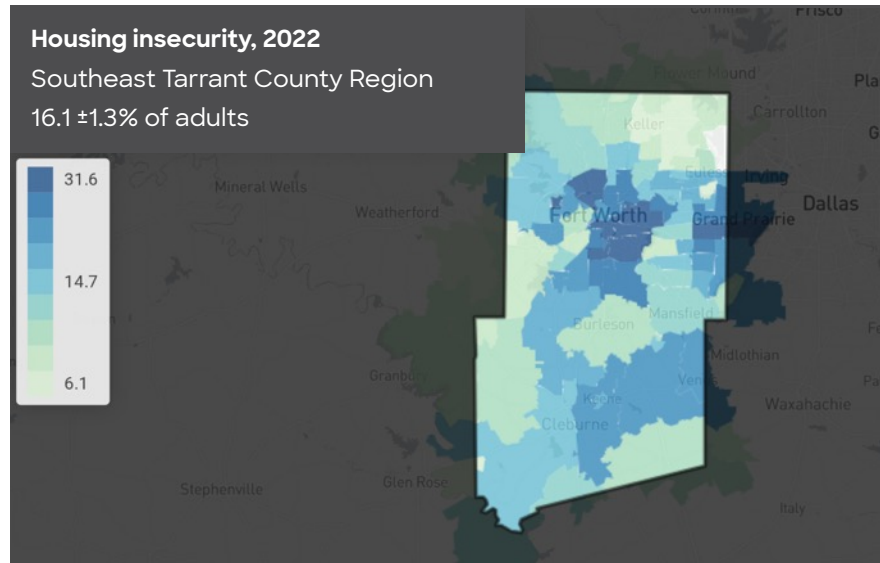 Housing insecurity, 2022
Southeast Tarrant County Region
16.1 ±1.3% of adults
31.6
14.7
6.1
Frisco
Flower Mound
Carrollton
Keller
Mineral Wells
Euless
Irving
Weatherford
Fort Worth
Grand Prairie
Dallas
Mansfield
Burleson
Midlothian
Keene
Waxahachie
Cleburne
Glen Rose
Stephenville
Italy